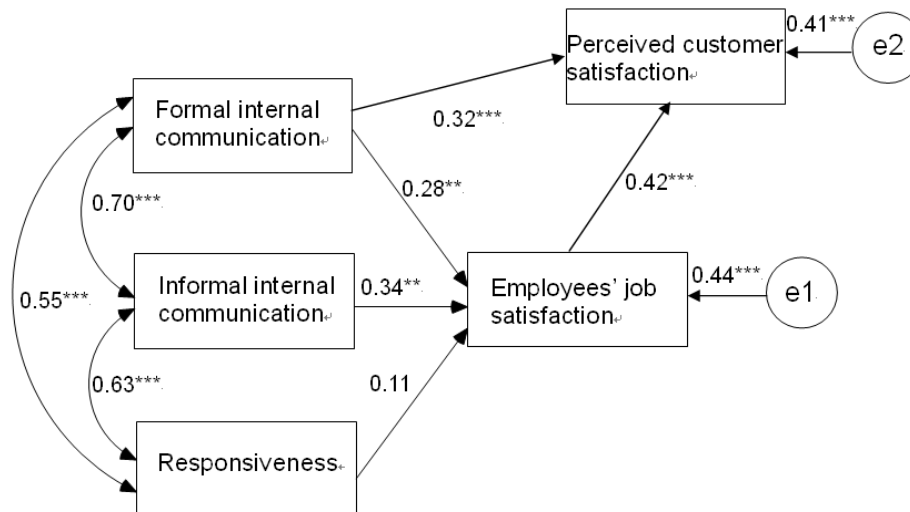 0.41***
e2
Perceived customer
satisfaction
Formal internal
communication
0.32***
0.28**
0.42***
0.70***
Informal internal
communication
0.34**
Employees’ job
satisfaction
0.44***
e1
0.55***
0.63***
0.11
Responsiveness